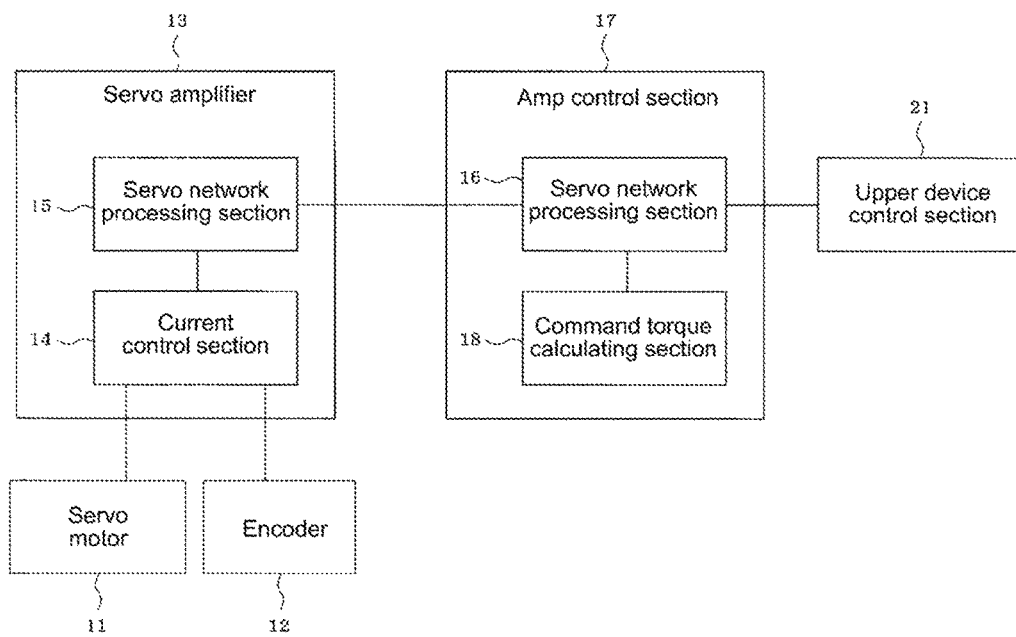 13
17
Servo amplifier
Amp control section
21
15
Servo network
processing section
16
Servo network
processing section
Upper device
control section
14
Current
control section
18
Command torque
calculating section
Servo
motor
Encoder
11
12